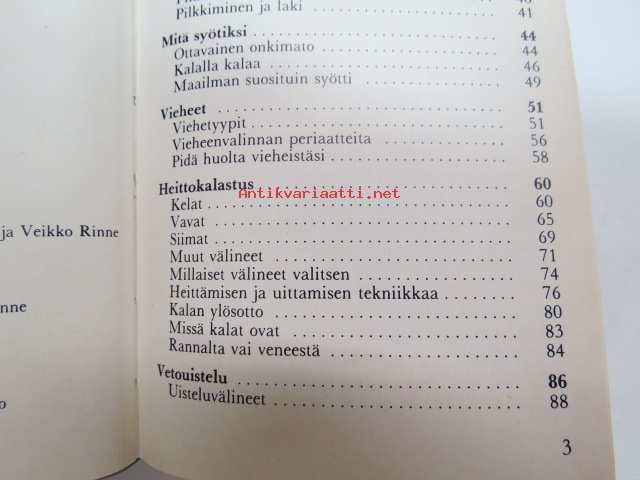 Pilkkiminen ja laki ........ 41
Mitä syötiksi ........ 44
Ottavainen onkimato ........ 44
Kalalla kalaa ........ 46
Maailman suosituin syötti ........ 49
Vieheet ........ 51
Viehetyypit ........ 51
Vieheenvalinnan periaatteita ........ 56
Pidä huolta vieheistäsi ........ 58
Heittokalastus ........ 60
Antikvariaatti.net
Kelat ........ 60
Vavat ........ 65
Siimat ........ 69
Muut välineet ........ 71
Millaiset välineet valitsen ........ 74
Heittämisen ja uittamisen tekniikkaa ........ 76
Kalan ylösotto ........ 80
Missä kalat ovat ........ 83
Rannalta vai veneestä ........ 84
Vetouistelu ........ 86
Uisteluvälineet ........ 88
3
ja Veikko Rinne
nne
o